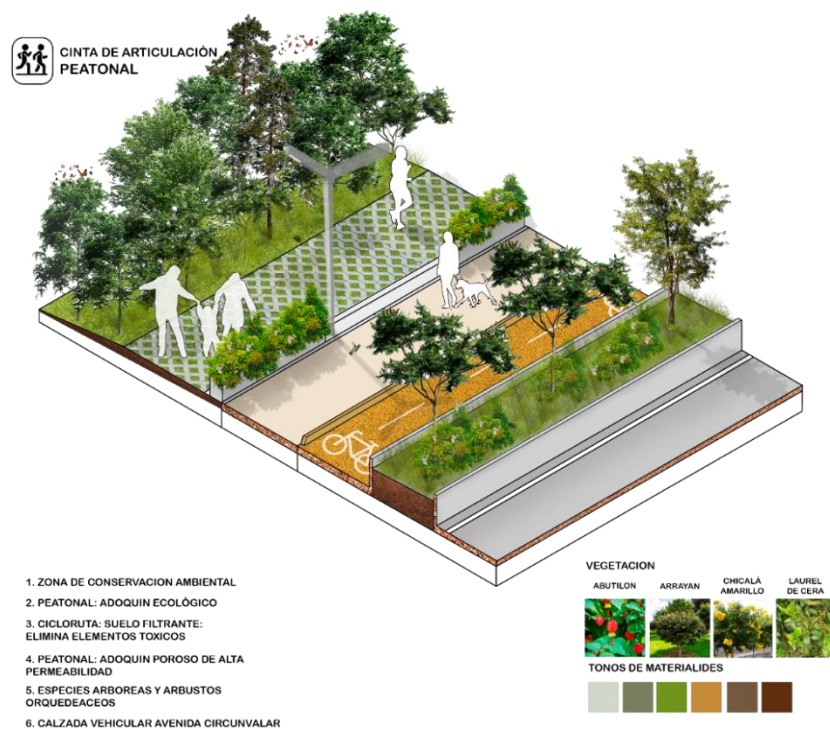 CINTA DE ARTICULACIÒN
PEATONAL
1. ZONA DE CONSERVACION AMBIENTAL
2. PEATONAL: ADOQUIN ECOLÒGICO
3. CICLORUTA: SUELO FILTRANTE:
ELIMINA ELEMENTOS TOXICOS
4. PEATONAL: ADOQUIN POROSO DE ALTA
PERMEABILIDAD
5. ESPECIES ARBOREAS Y ARBUSTOS
ORQUEDEACEOS
6. CALZADA VEHICULAR AVENIDA CIRCUNVALAR
VEGETACION
ABUTILON
ARRAYAN
CHICALÀ
AMARILLO
LAUREL
DE CERA
TONOS DE MATERIALIDES